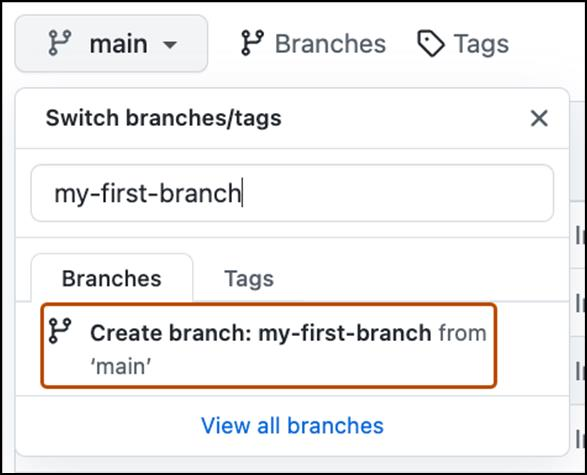 main Branches Tags
Switch branches/tags
my-first-branch
Branches Tags
Create branch: my-first-branch from
‘main’
View all branches